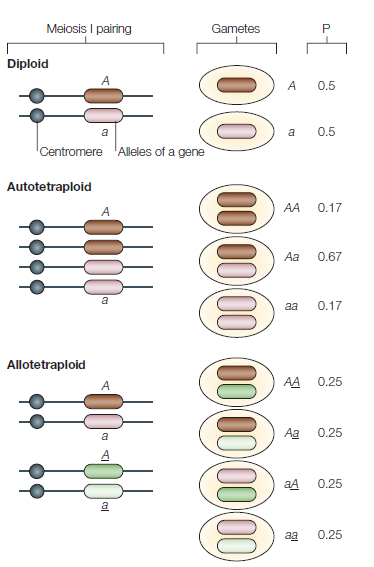 Meiosis I pairing Gametes P
Diploid
A
A 0.5
a
a 0.5
Centromere Alleles of a gene
Autotetraploid
A
AA 0.17
Aa 0.67
a
aa 0.17
Allotetraploid
A
AA 0.25
a
Aa 0.25
A
aA 0.25
a
aa 0.25